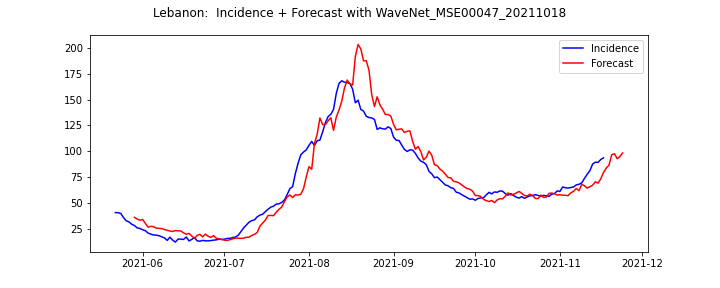 Lebanon:  Incidence + Forecast with WaveNet_MSE00047_20211018
Incidence
Forecast
200
175
150
125
100
75
50
25
2021-06 2021-07 2021-08 2021-09 2021-10 2021-11 2021-12